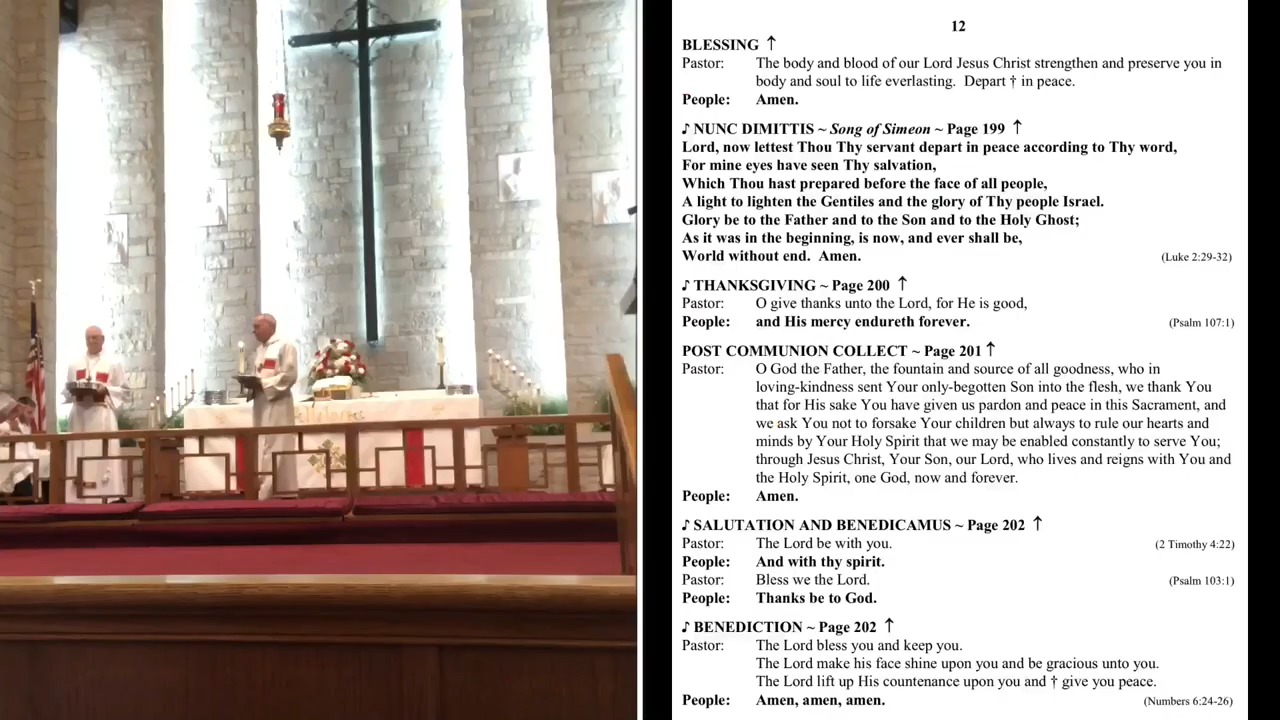 12
BLESSING ↑
Pastor: The body and blood of our Lord Jesus Christ strengthen and preserve you in
body and soul to life everlasting. Depart † in peace.
People: Amen.
♪ NUNC DIMITTIS ~ Song of Simeon ~ Page 199 ↑
Lord, now lettest Thou Thy servant depart in peace according to Thy word,
For mine eyes have seen Thy salvation,
Which Thou hast prepared before the face of all people,
A light to lighten the Gentiles and the glory of Thy people Israel.
Glory be to the Father and to the Son and to the Holy Ghost;
As it was in the beginning, is now, and ever shall be,
World without end. Amen. (Luke 2:29-32)
♪ THANKSGIVING ~ Page 200 ↑
Pastor: O give thanks unto the Lord, for He is good,
People: and His mercy endureth forever. (Psalm 107:1)
POST COMMUNION COLLECT ~ Page 201 ↑
Pastor: O God the Father, the fountain and source of all goodness, who in
loving-kindness sent Your only-begotten Son into the flesh, we thank You
that for His sake You have given us pardon and peace in this Sacrament, and
we ask You not to forsake Your children but always to rule our hearts and
minds by Your Holy Spirit that we may be enabled constantly to serve You;
through Jesus Christ, Your Son, our Lord, who lives and reigns with You and
the Holy Spirit, one God, now and forever.
People: Amen.
♪ SALUTATION AND BENEDICAMUS ~ Page 202 ↑
Pastor: The Lord be with you. (2 Timothy 4:22)
People: And with thy spirit.
Pastor: Bless we the Lord. (Psalm 103:1)
People: Thanks be to God.
♪ BENEDICTION ~ Page 202 ↑
Pastor: The Lord bless you and keep you.
The Lord make his face shine upon you and be gracious unto you.
The Lord lift up His countenance upon you and † give you peace.
People: Amen, amen, amen. (Numbers 6:24-26)